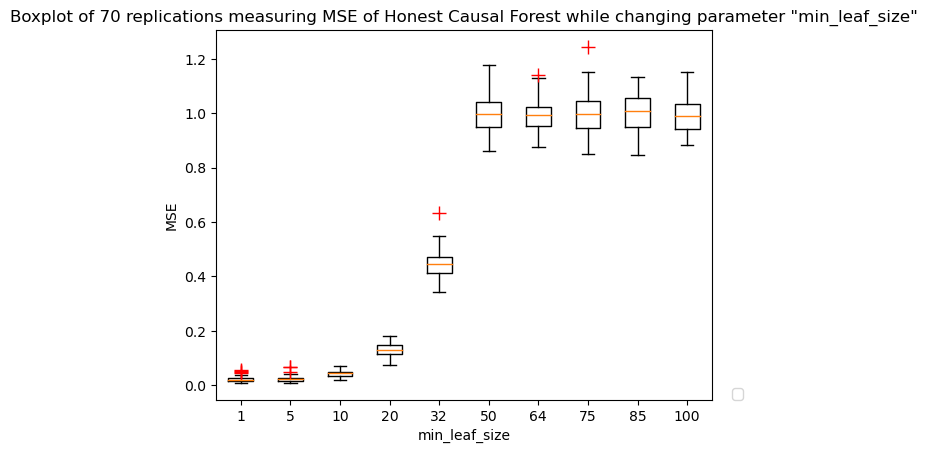 Boxplot of 70 replications measuring MSE of Honest Causal Forest while changing parameter "min_leaf_size"
1.2
1.0
0.8
0.6
0.4
0.2
0.0
MSE
1 5 10 20 32 50 64 75 85 100
min_leaf_size